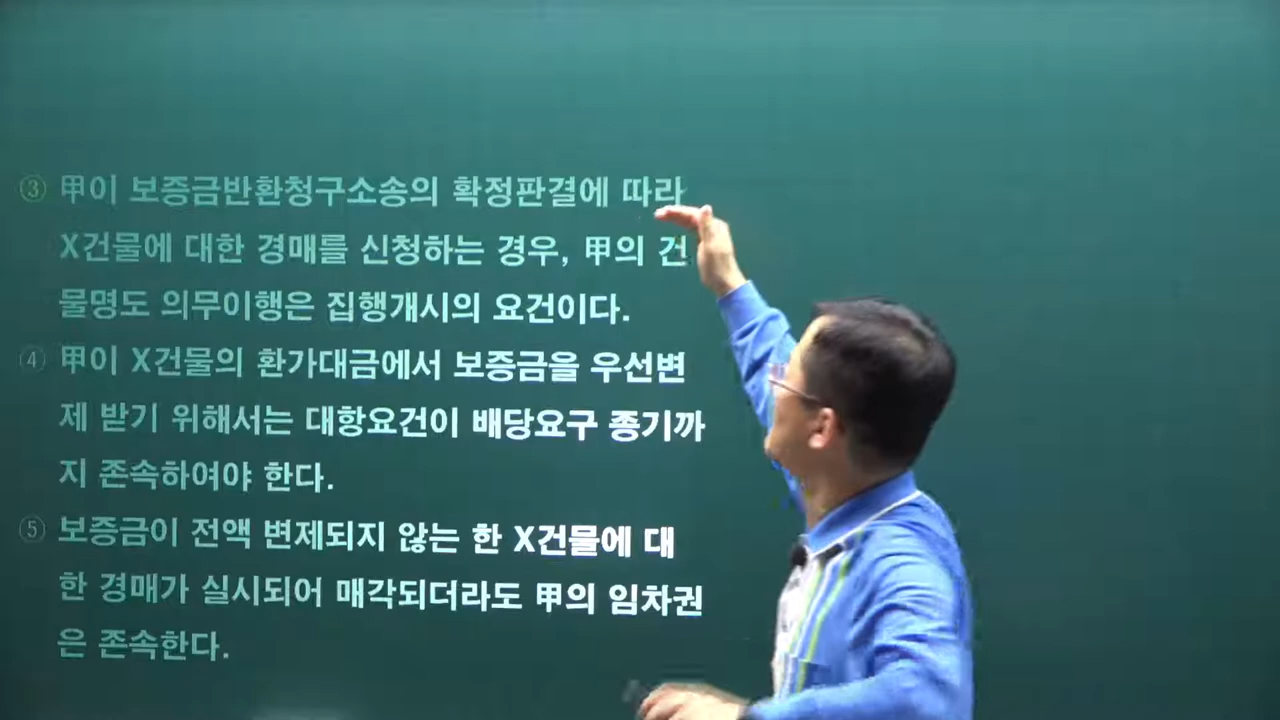 ③ 甲이 보증금반환청구소송의 확정판결에 따라
X건물에 대한 경매를 신청하는 경우, 甲의 건
물명도 의무이행은 집행개시의 요건이다.
④ 甲이 X건물의 환가대금에서 보증금을 우선변
제 받기 위해서는 대항요건이 배당요구 종기까
지 존속하여야 한다.
⑤ 보증금이 전액 변제되지 않는 한 X건물에 대
한 경매가 실시되어 매각되더라도 甲의 임차권
은 존속한다.